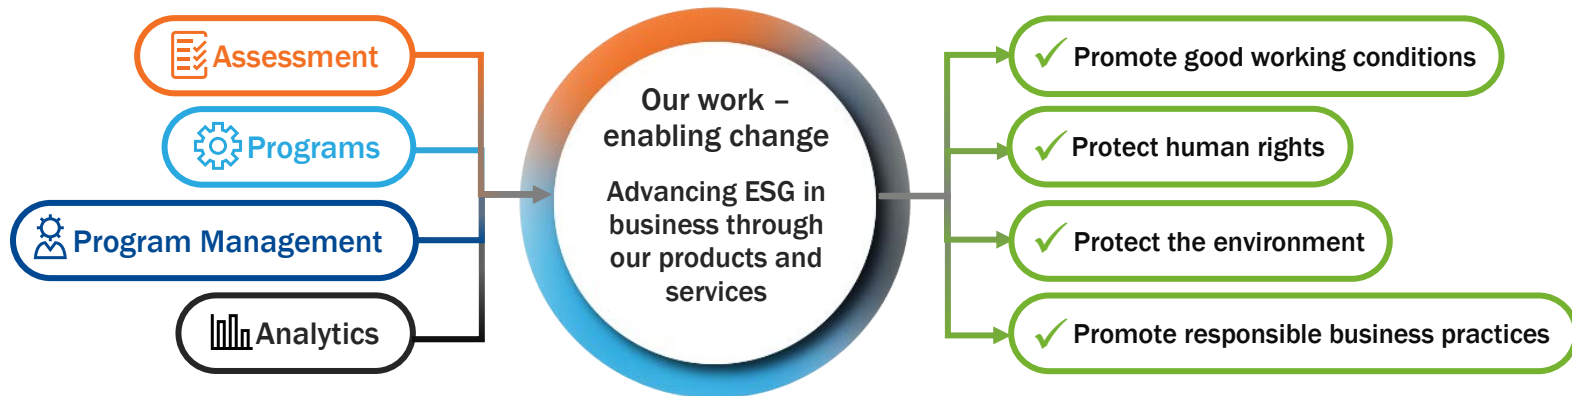 Assessment
Programs
Program Management
Analytics
Our work –
enabling change
Advancing ESG in
business through
our products and
services
Promote good working conditions
Protect human rights
Protect the environment
Promote responsible business practices